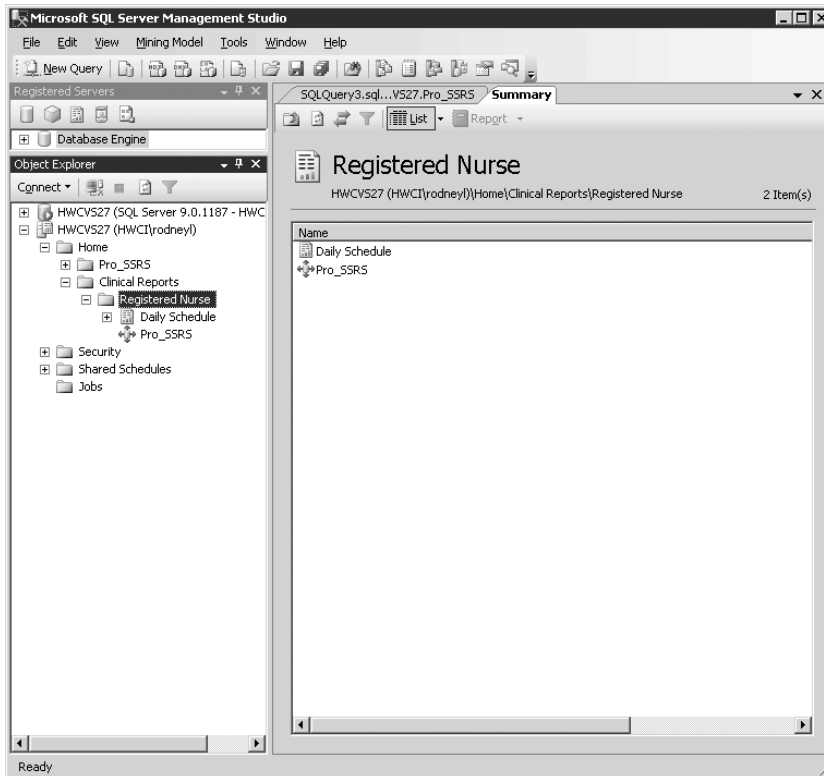 Microsoft SQL Server Management Studio
File Edit View Mining Model Tools Window Help
New Query
Registered Servers
Database Engine
Object Explorer
Connect
HWCVS27 (SQL Server 9.0.1187 - HWC
HWCVS27 (HWCI\rodneyl)
Home
Pro_SSRS
Clinical Reports
Registered Nurse
Daily Schedule
Pro_SSRS
Security
Shared Schedules
Jobs
SQLQuery3.sql...VS27.Pro_SSRS Summary
List Report
Registered Nurse
HWCVS27 (HWCI\rodneyl)\Home\Clinical Reports\Registered Nurse 2 Item(s)
Name
Daily Schedule
Pro_SSRS
Ready